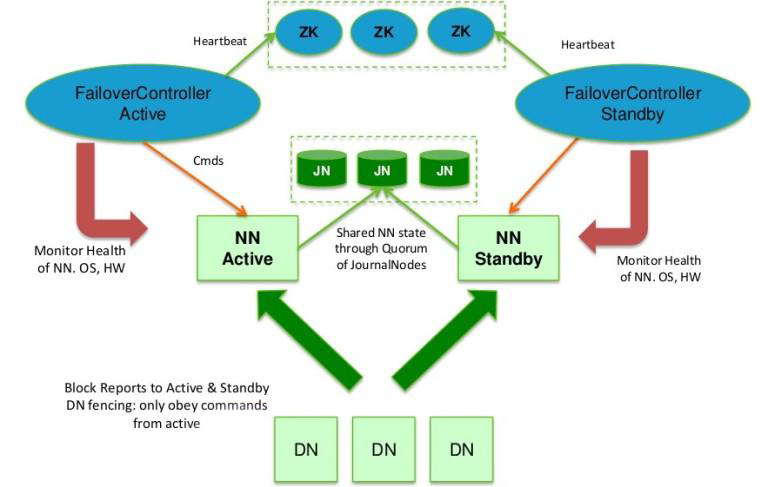 ZK
ZK
ZK
Heartbeat
Heartbeat
FailoverController
Active
FailoverController
Standby
Cmds
JN
JN
JN
NN
Active
Shared NN state
through Quorum
of JournalNodes
NN
Standby
Monitor Health
of NN. OS, HW
Monitor Health
of NN. OS, HW
Block Reports to Active & Standby
DN fencing: only obey commands
from active
DN
DN
DN